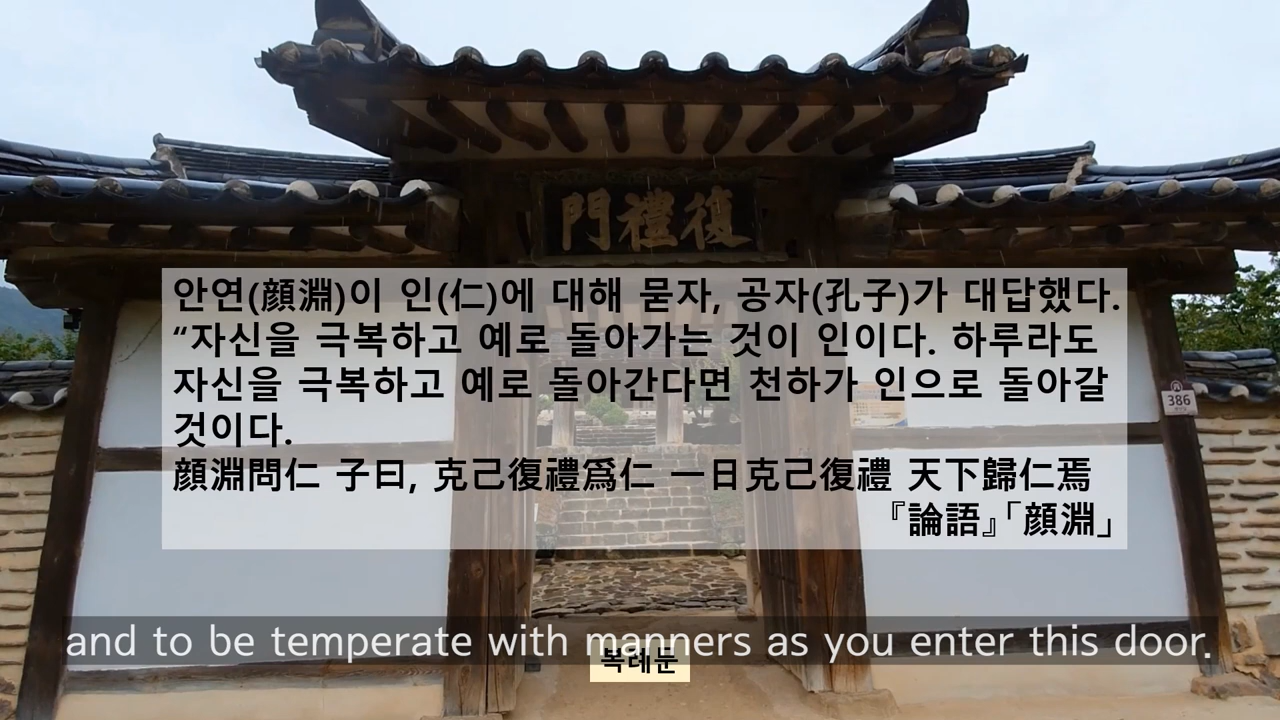 門禮復
안연(顔淵)이 인(仁)에 대해 묻자, 공자(孔子)가 대답했다.
“자신을 극복하고 예로 돌아가는 것이 인이다. 하루라도
자신을 극복하고 예로 돌아간다면 천하가 인으로 돌아갈
것이다.
386
顔淵問仁 子曰, 克己復禮爲仁 一日克己復禮 天下歸仁焉
『論語』「顔淵」
and to be temperate with manners as you enter this door.
복례문